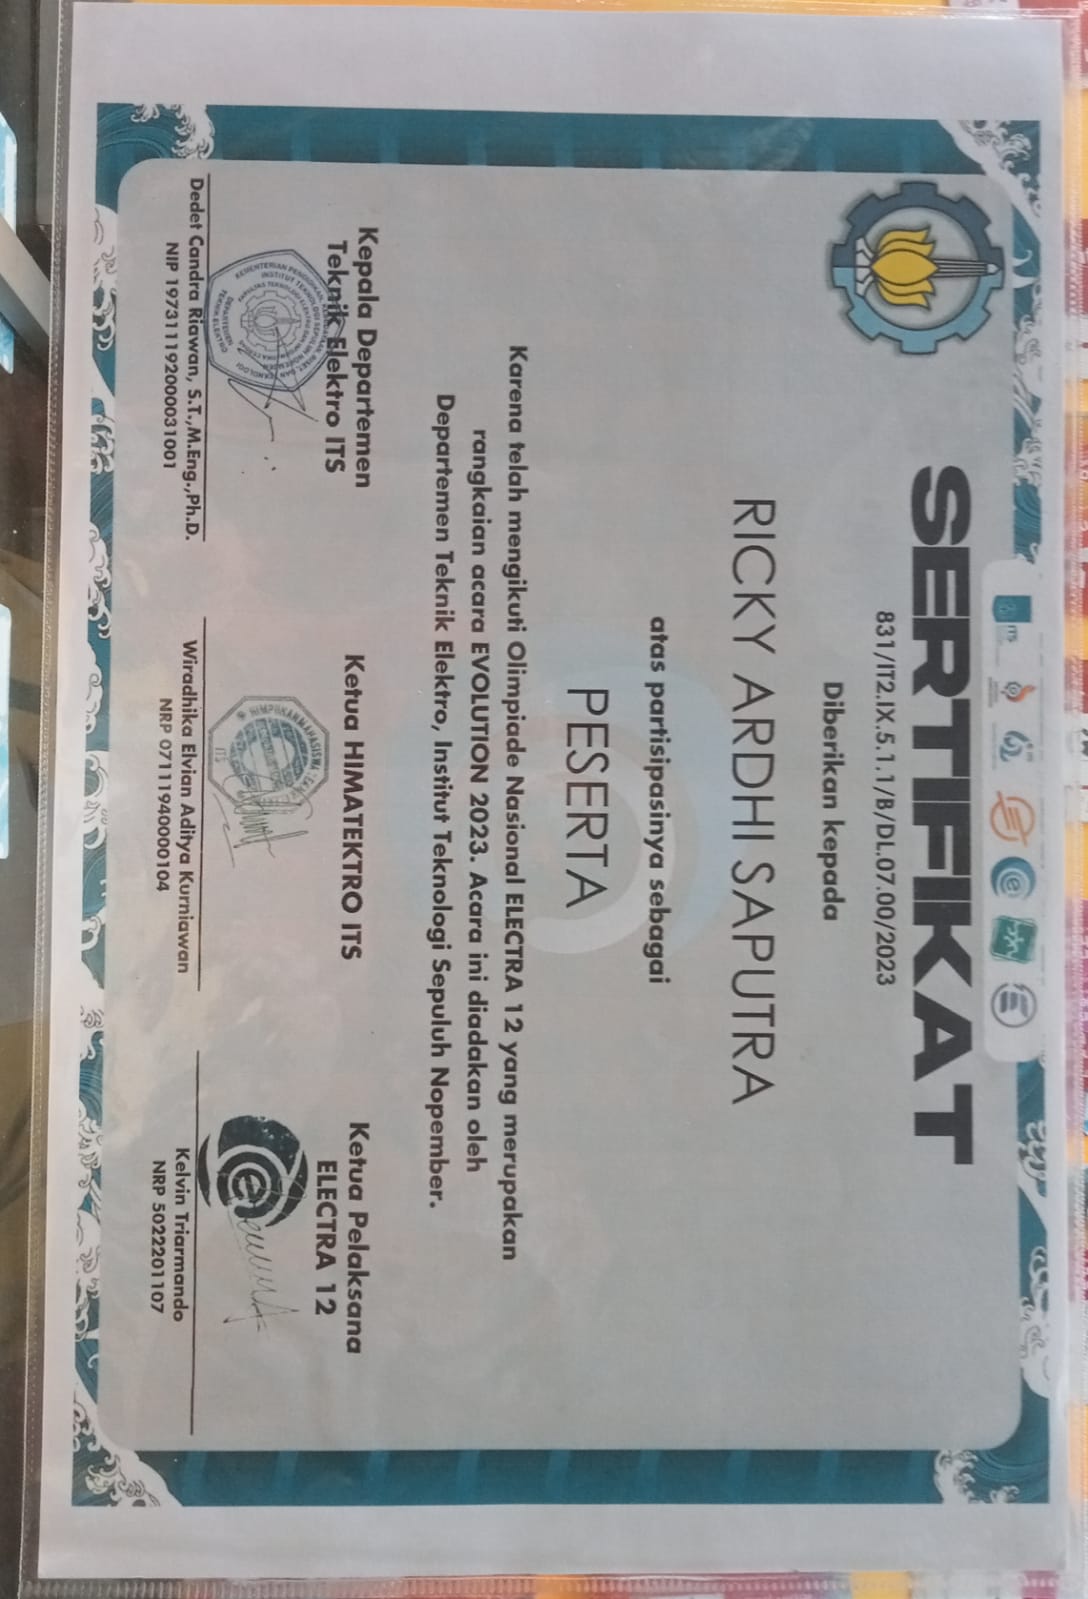 ITS
SERTIFIKAT
831/IT2.IX.5.1.1/B/DL.07.00/2023
Diberikan kepada
RICKY ARDHI SAPUTRA
atas partisipasinya sebagai
PESERTA
Karena telah mengikuti Olimpiade Nasional ELECTRA 12 yang merupakan
rangkaian acara EVOLUTION 2023. Acara ini diadakan oleh
Departemen Teknik Elektro, Institut Teknologi Sepuluh Nopember.
Kepala Departemen
Teknik Elektro ITS
DEPARTEMEN
TEKNIK ELEKTRO
Dedet Candra Riawan, S.T.,M.Eng.,Ph.D.
NIP 197311192000031001
Ketua HIMATEKTRO ITS
HIMPUNAN MAHASISWA
ITS
Wiradhika Elvian Aditya Kurniawan
NRP 07111940000104
Ketua Pelaksana
ELECTRA 12
Kelvin Triarmando
NRP 5022201107